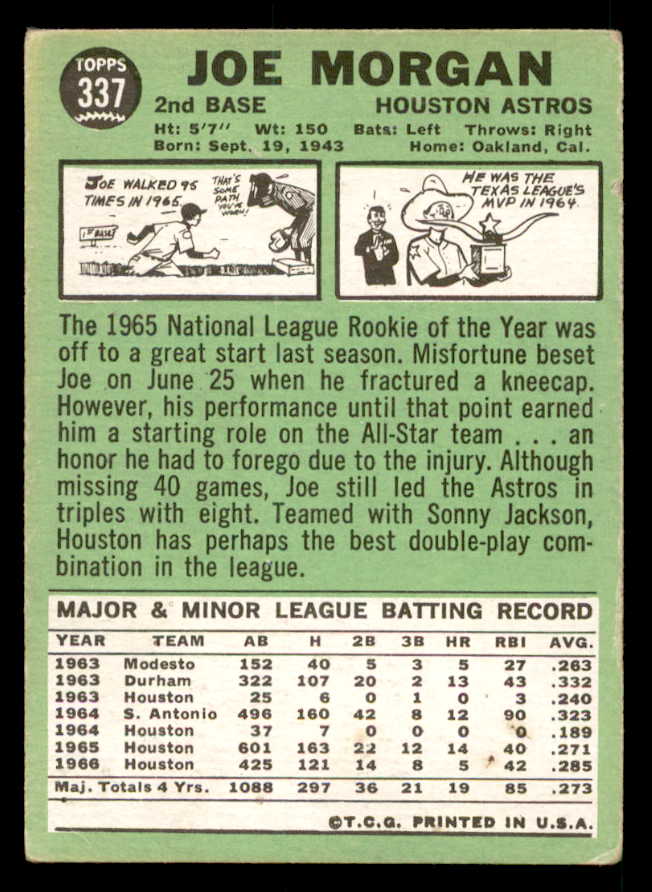 TOPPS
337
JOE MORGAN
2nd BASE HOUSTON ASTROS
Ht: 5'7" Wt: 150 Bats: Left Throws: Right
Born: Sept. 19, 1943 Home: Oakland, Cal.
JOE WALKED 95
TIMES IN 1965.
THAT'S
SOME
PATH
YOU'VE
WORN!
1st BASE
HE WAS THE
TEXAS LEAGUE'S
MVP IN 1964.
The 1965 National League Rookie of the Year was
off to a great start last season. Misfortune beset
Joe on June 25 when he fractured a kneecap.
However, his performance until that point earned
him a starting role on the All-Star team . . . an
honor he had to forego due to the injury. Although
missing 40 games, Joe still led the Astros in
triples with eight. Teamed with Sonny Jackson,
Houston has perhaps the best double-play com-
bination in the league.
MAJOR & MINOR LEAGUE BATTING RECORD
YEAR TEAM AB H 2B 3B HR RBI AVG.
1963 Modesto 152 40 5 3 5 27 .263
1963 Durham 322 107 20 2 13 43 .332
1963 Houston 25 6 0 1 0 3 .240
1964 S. Antonio 496 160 42 8 12 90 .323
1964 Houston 37 7 0 0 0 0 .189
1965 Houston 601 163 22 12 14 40 .271
1966 Houston 425 121 14 8 5 42 .285
Maj. Totals 4 Yrs. 1088 297 36 21 19 85 .273
©T.C.G. PRINTED IN U.S.A.